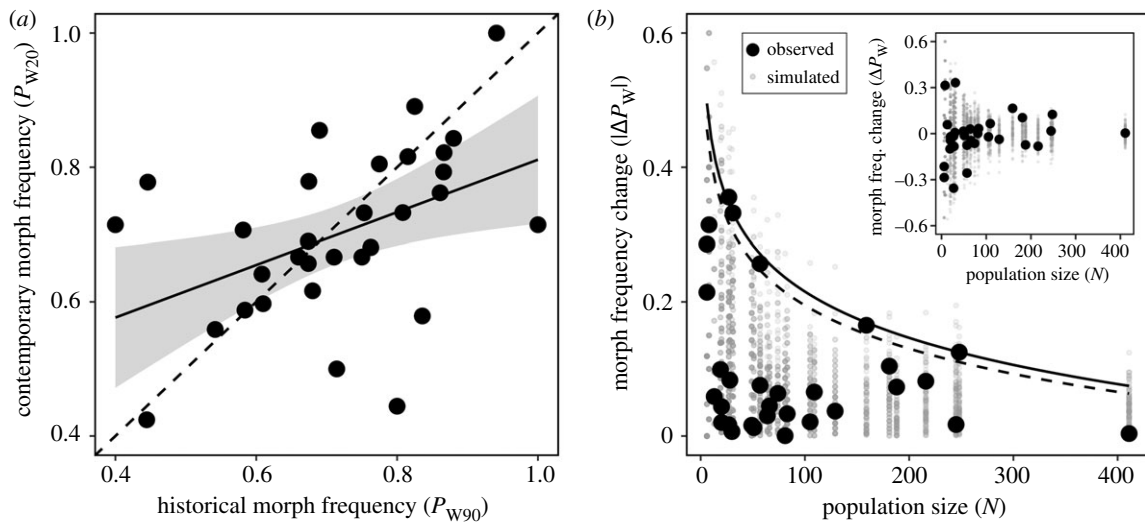 (a)
contemporary morph frequency (P_W20)
1.0
0.8
0.6
0.4
0.4 0.6 0.8 1.0
historical morph frequency (P_W90)
(b)
morph frequency change (|ΔP_W|)
0.6
0.4
0.2
0
0 100 200 300 400
population size (N)
observed
simulated
morph freq. change (ΔP_W)
0.6
0.3
0
−0.3
−0.6
0 100 200 300 400
population size (N)